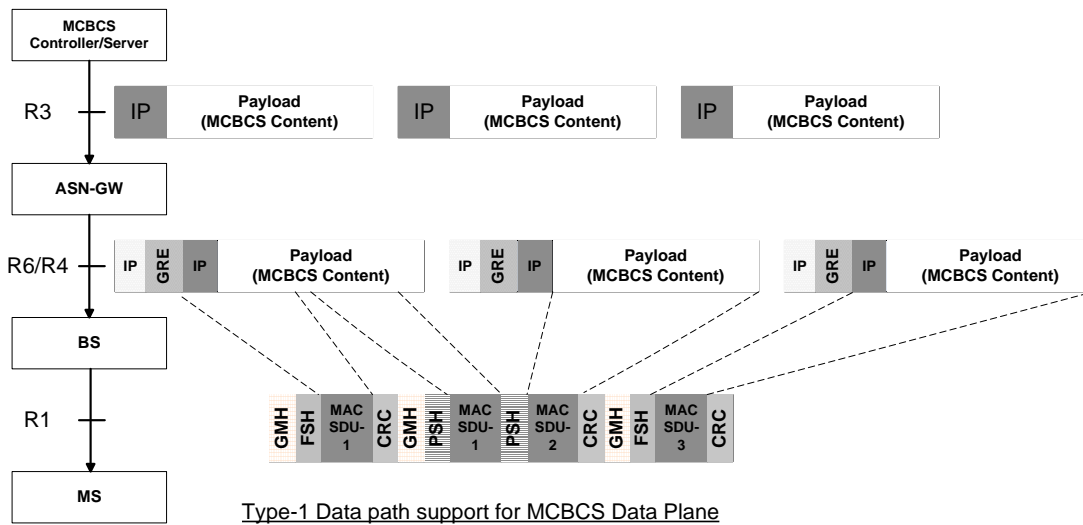 MCBCS
Controller/Server
R3
IP
Payload
(MCBCS Content)
IP
Payload
(MCBCS Content)
IP
Payload
(MCBCS Content)
ASN-GW
R6/R4
IP
GRE
IP
Payload
(MCBCS Content)
IP
GRE
IP
Payload
(MCBCS Content)
IP
GRE
IP
Payload
(MCBCS Content)
BS
R1
GMH
FSH
MAC
SDU-
1
CRC
GMH
PSH
MAC
SDU-
1
PSH
MAC
SDU-
2
CRC
GMH
FSH
MAC
SDU-
3
CRC
MS
Type-1 Data path support for MCBCS Data Plane